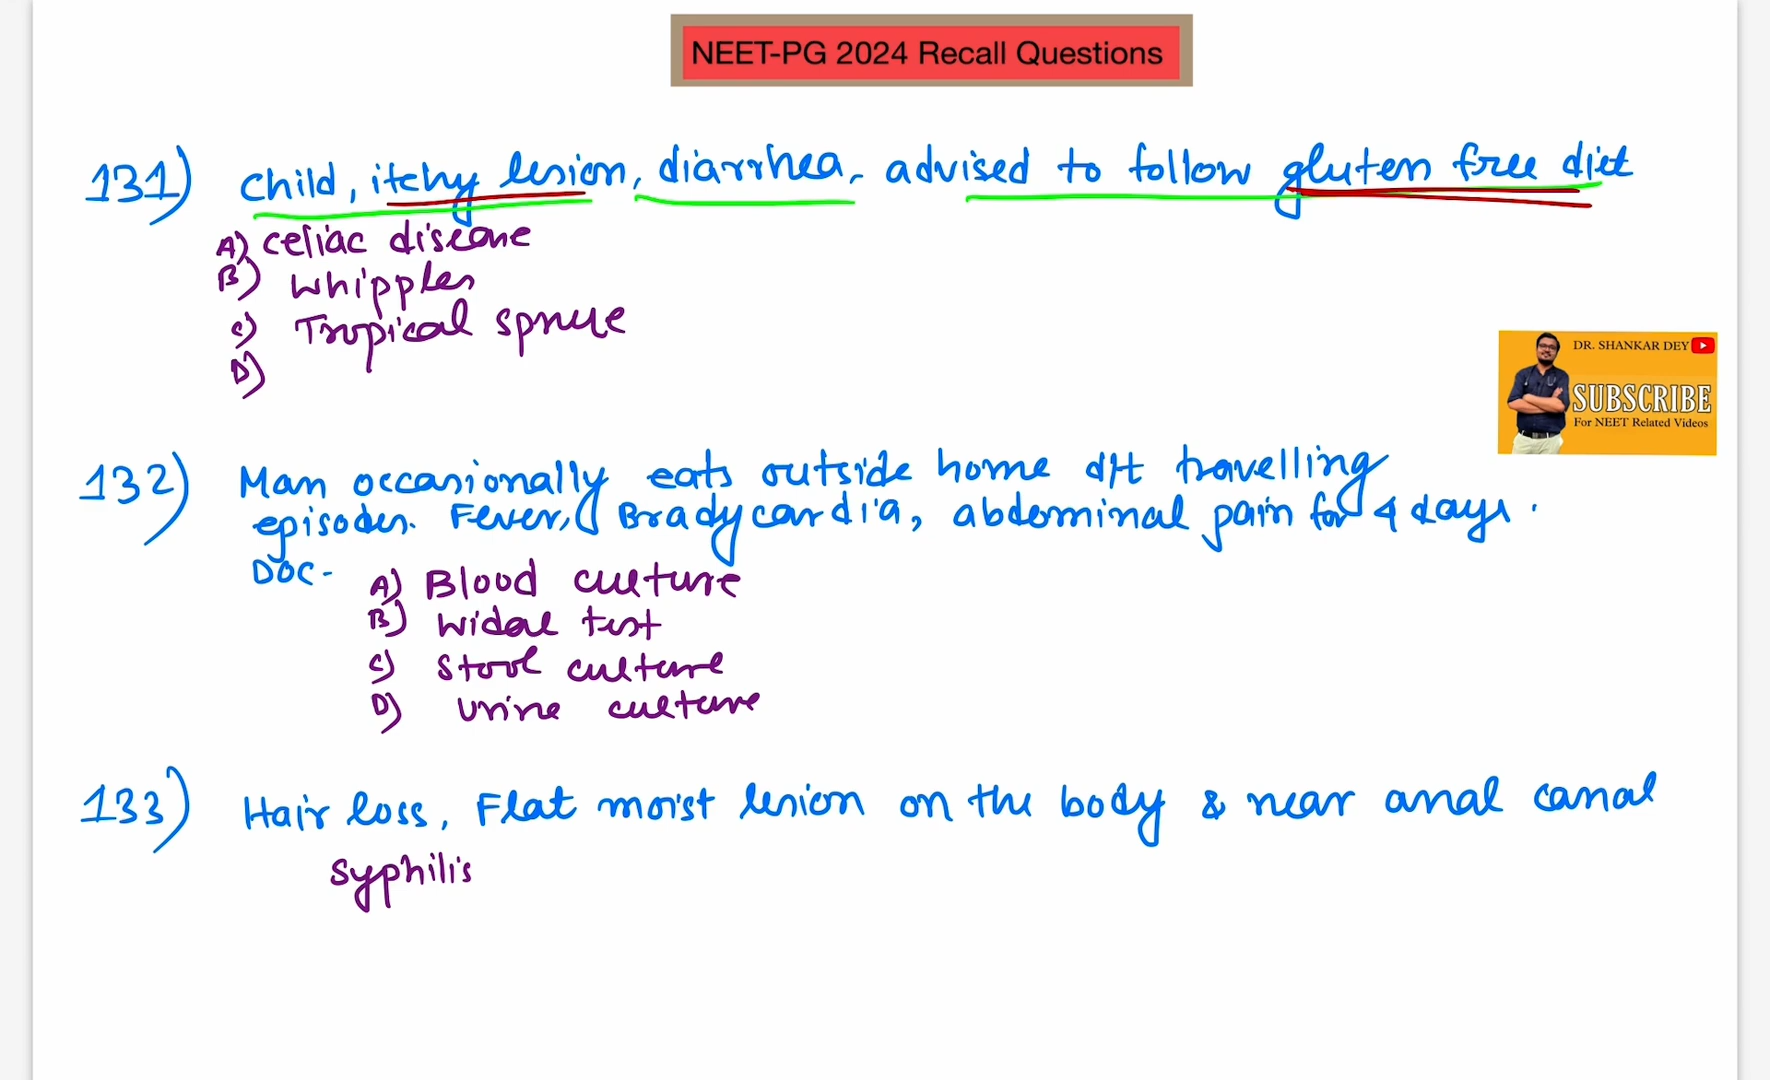 NEET-PG 2024 Recall Questions
131) Child, itchy lesion, diarrhea, advised to follow gluten free diet
A) Celiac disease
B) Whipples
C) Tropical sprue
D)
DR. SHANKAR DEY
SUBSCRIBE
For NEET Related Videos
132) Man occasionally eats outside home d/t travelling
episodes. Fever, Bradycardia, abdominal pain for 4 days.
DOC-
A) Blood culture
B) Widal test
C) Stool culture
D) Urine culture
133) Hair loss, Flat moist lesion on the body & near anal canal
Syphilis